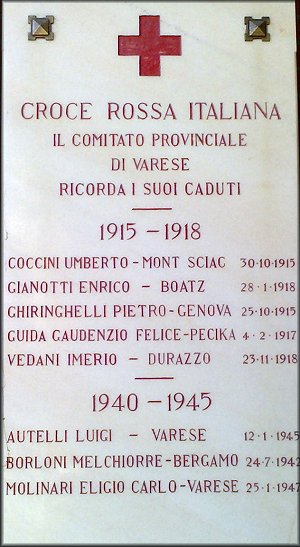 CROCE ROSSA ITALIANA
IL COMITATO PROVINCIALE
DI VARESE
RICORDA I SUOI CADUTI
1915 – 1918
COCCINI UMBERTO – MONT SCIAC 30·10·1915
GIANOTTI ENRICO – BOATZ 28·1·1918
GHIRINGHELLI PIETRO – GENOVA 25·10·1915
GUIDA GAUDENZIO FELICE – PECIKA 4·2·1917
VEDANI IMERIO – DURAZZO 23·11·1918
1940 – 1945
AUTELLI LUIGI – VARESE 12·1·1945
BORLONI MELCHIORRE – BERGAMO 24·7·1942
MOLINARI ELIGIO CARLO – VARESE 25·1·1947